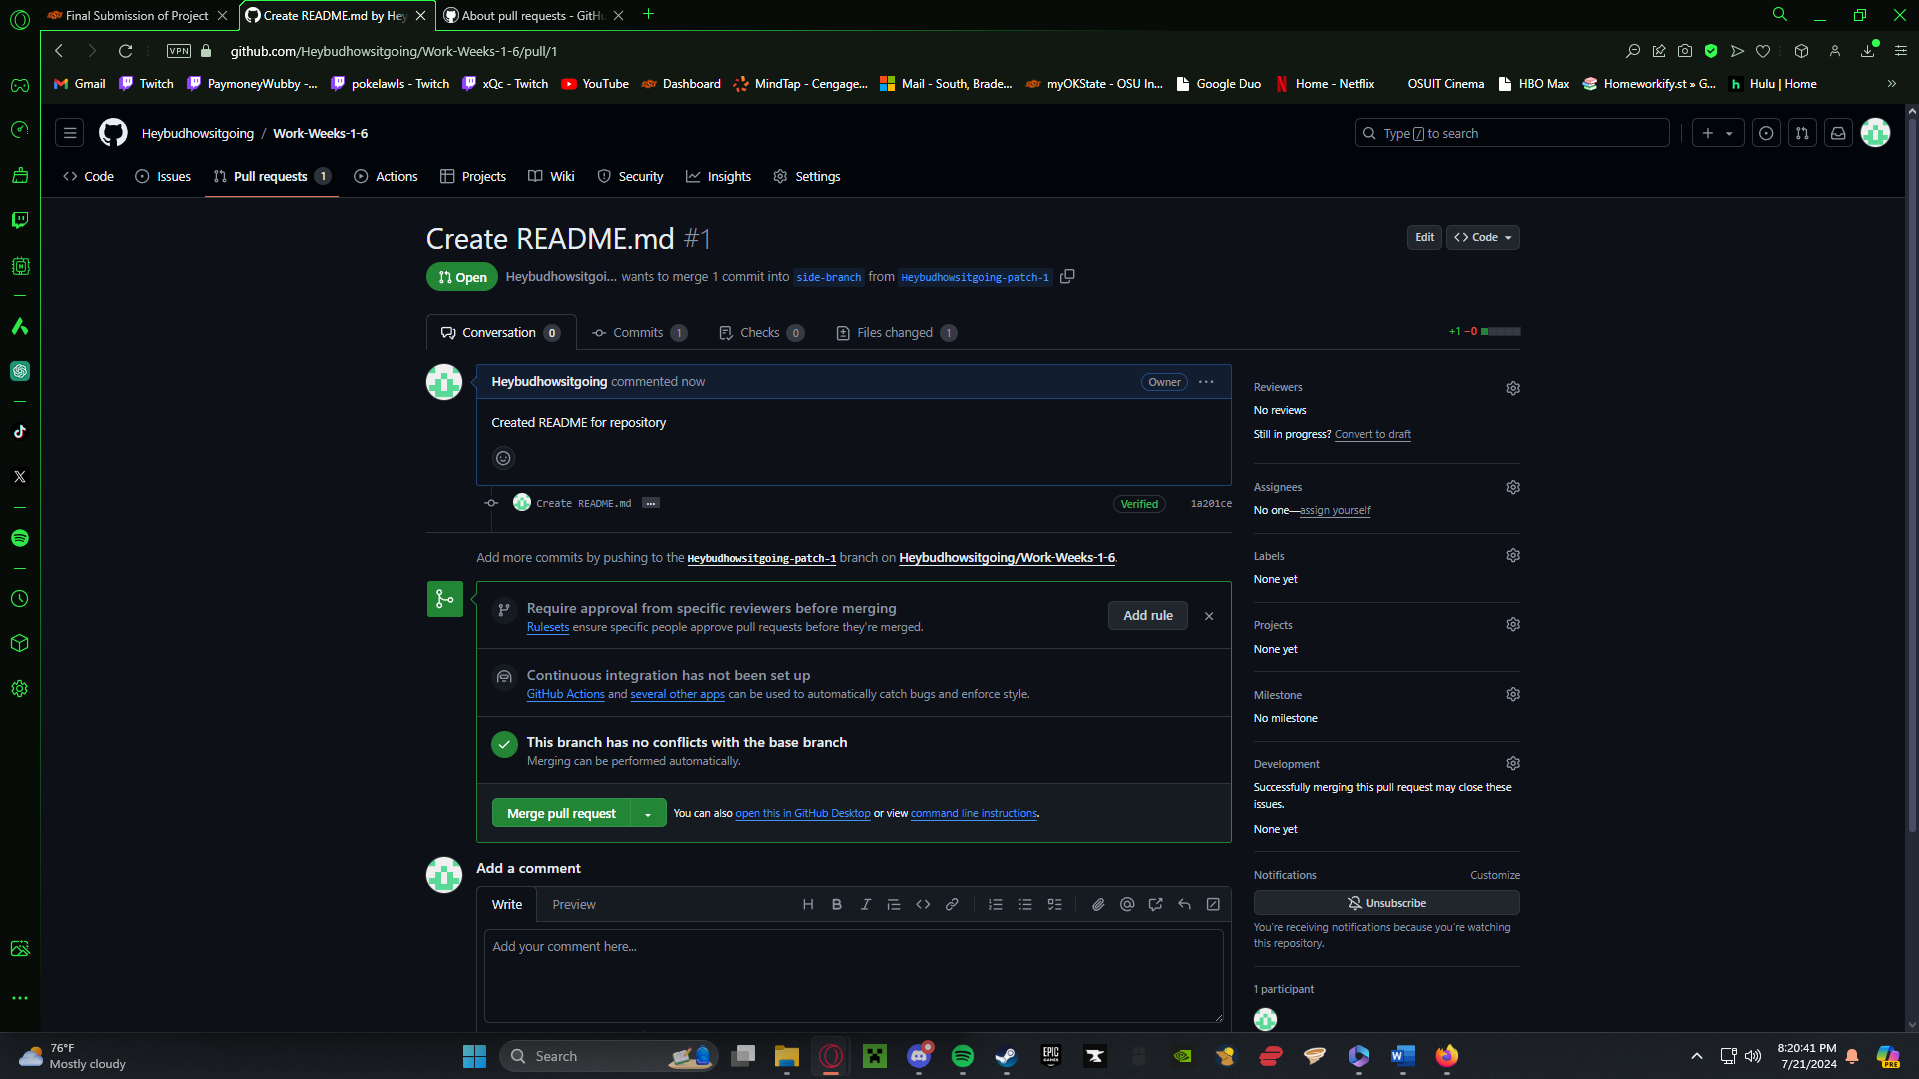 Final Submission of Project
Create README.md by Hey
About pull requests - GitHu
VPN
github.com/Heybudhowsitgoing/Work-Weeks-1-6/pull/1
Gmail
Twitch
PaymoneyWubby -...
pokelawls - Twitch
xQc - Twitch
YouTube
Dashboard
MindTap - Cengage...
Mail - South, Brade...
myOKState - OSU In...
Google Duo
Home - Netflix
OSUIT Cinema
HBO Max
Homeworkify.st » G...
h Hulu | Home
»
Heybudhowsitgoing / Work-Weeks-1-6
Type / to search
Code
Issues
Pull requests 1
Actions
Projects
Wiki
Security
Insights
Settings
Create README.md #1
Edit
<> Code
Open
Heybudhowsitgoi... wants to merge 1 commit into side-branch from Heybudhowsitgoing-patch-1
Conversation 0
Commits 1
Checks 0
Files changed 1
+1 −0
Heybudhowsitgoing commented now
Owner
Created README for repository
Create README.md ...
Verified
1a201ce
Add more commits by pushing to the Heybudhowsitgoing-patch-1 branch on Heybudhowsitgoing/Work-Weeks-1-6.
Require approval from specific reviewers before merging
Rulesets ensure specific people approve pull requests before they're merged.
Add rule
Continuous integration has not been set up
GitHub Actions and several other apps can be used to automatically catch bugs and enforce style.
This branch has no conflicts with the base branch
Merging can be performed automatically.
Merge pull request
You can also open this in GitHub Desktop or view command line instructions.
Add a comment
Write
Preview
H B I
Add your comment here...
Reviewers
No reviews
Still in progress? Convert to draft
Assignees
No one—assign yourself
Labels
None yet
Projects
None yet
Milestone
No milestone
Development
Successfully merging this pull request may close these
issues.
None yet
Notifications
Customize
Unsubscribe
You're receiving notifications because you're watching
this repository.
1 participant
76°F
Mostly cloudy
Search
EPIC
GAMES
8:20:41 PM
7/21/2024
PRE